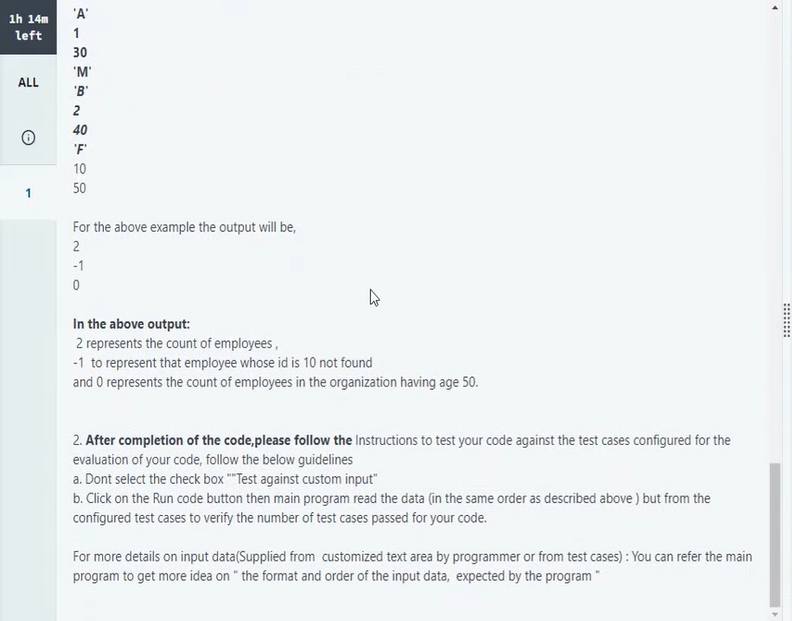 1h 14m
left
ALL
1
'A'
1
30
'M'
'B'
2
40
'F'
10
50
For the above example the output will be,
2
-1
0
In the above output:
2 represents the count of employees ,
-1 to represent that employee whose id is 10 not found
and 0 represents the count of employees in the organization having age 50.
2. After completion of the code,please follow the Instructions to test your code against the test cases configured for the
evaluation of your code, follow the below guidelines
a. Dont select the check box ""Test against custom input"
b. Click on the Run code button then main program read the data (in the same order as described above ) but from the
configured test cases to verify the number of test cases passed for your code.
For more details on input data(Supplied from customized text area by programmer or from test cases) : You can refer the main
program to get more idea on " the format and order of the input data, expected by the program "